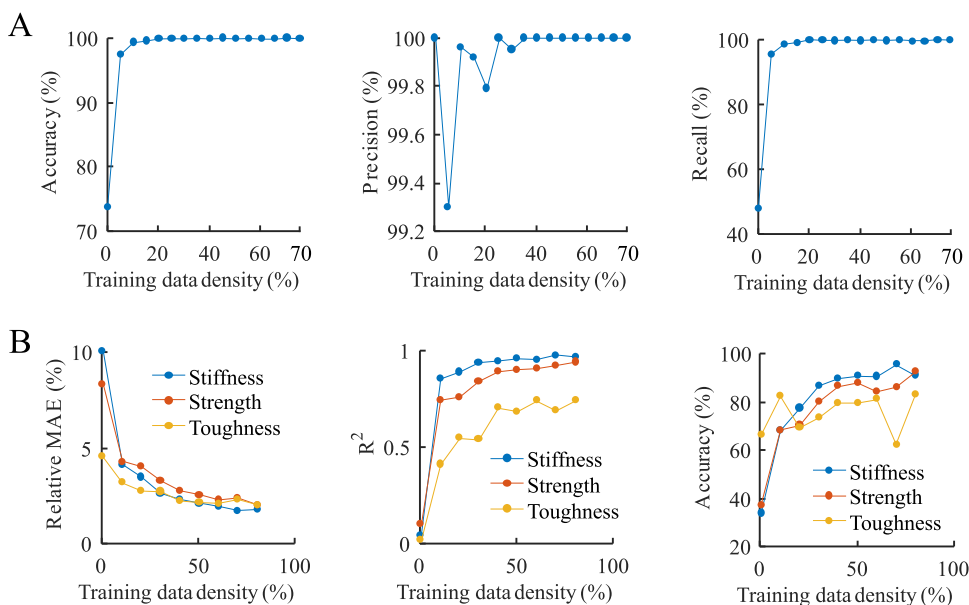 A
100
90
80
70
Accuracy (%)
0
20
40
60
70
Training data density (%)
100
99.8
99.6
99.4
99.2
Precision (%)
0
20
40
60
70
Training data density (%)
100
80
60
40
Recall (%)
0
20
40
60
70
Training data density (%)
B
10
5
0
Relative MAE (%)
Stiffness
Strength
Toughness
0
50
100
Training data density (%)
1
0.5
0
R²
Stiffness
Strength
Toughness
0
50
100
Training data density (%)
100
80
60
40
20
Accuracy (%)
Stiffness
Strength
Toughness
0
50
100
Training data density (%)